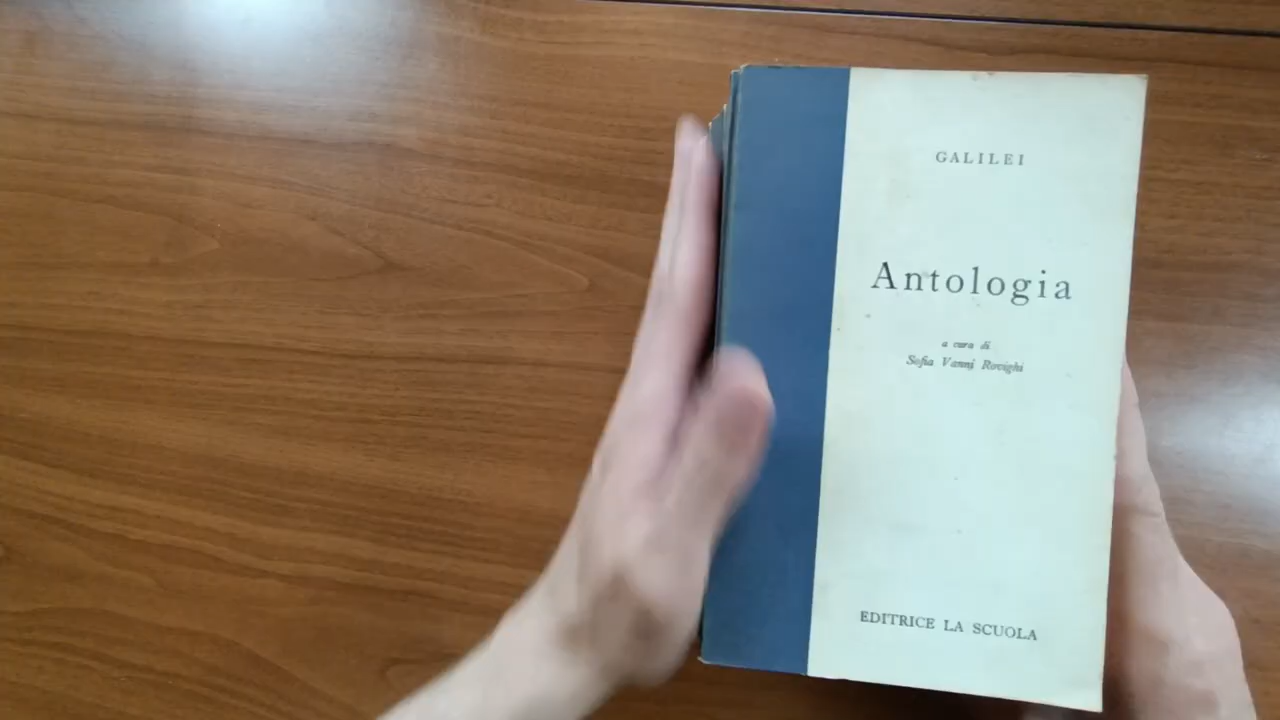 GALILEI
Antologia
a cura di
Sofia Vanni Rovighi
EDITRICE LA SCUOLA